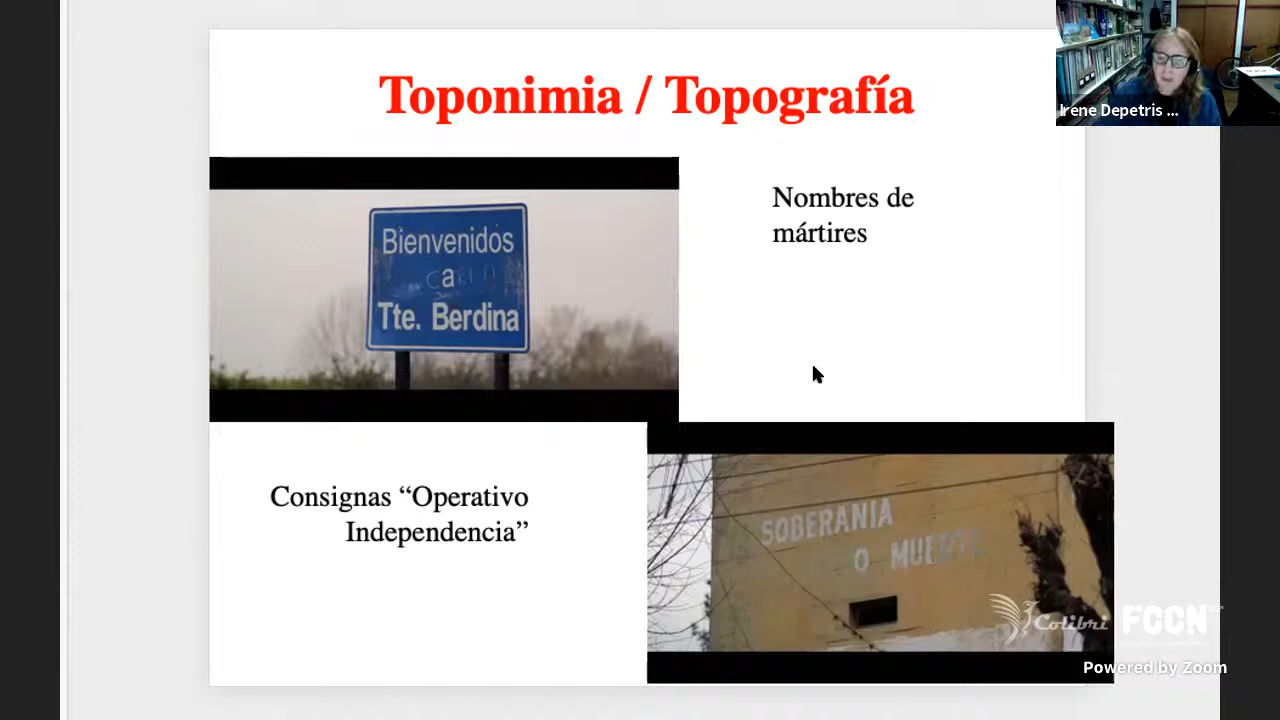 Toponimia / Topografía
Irene Depetris ...
Bienvenidos
a
Tte. Berdina
Nombres de
mártires
Consignas “Operativo
Independencia”
SOBERANIA
O MUERTE
Colibri FCCN
Powered by Zoom